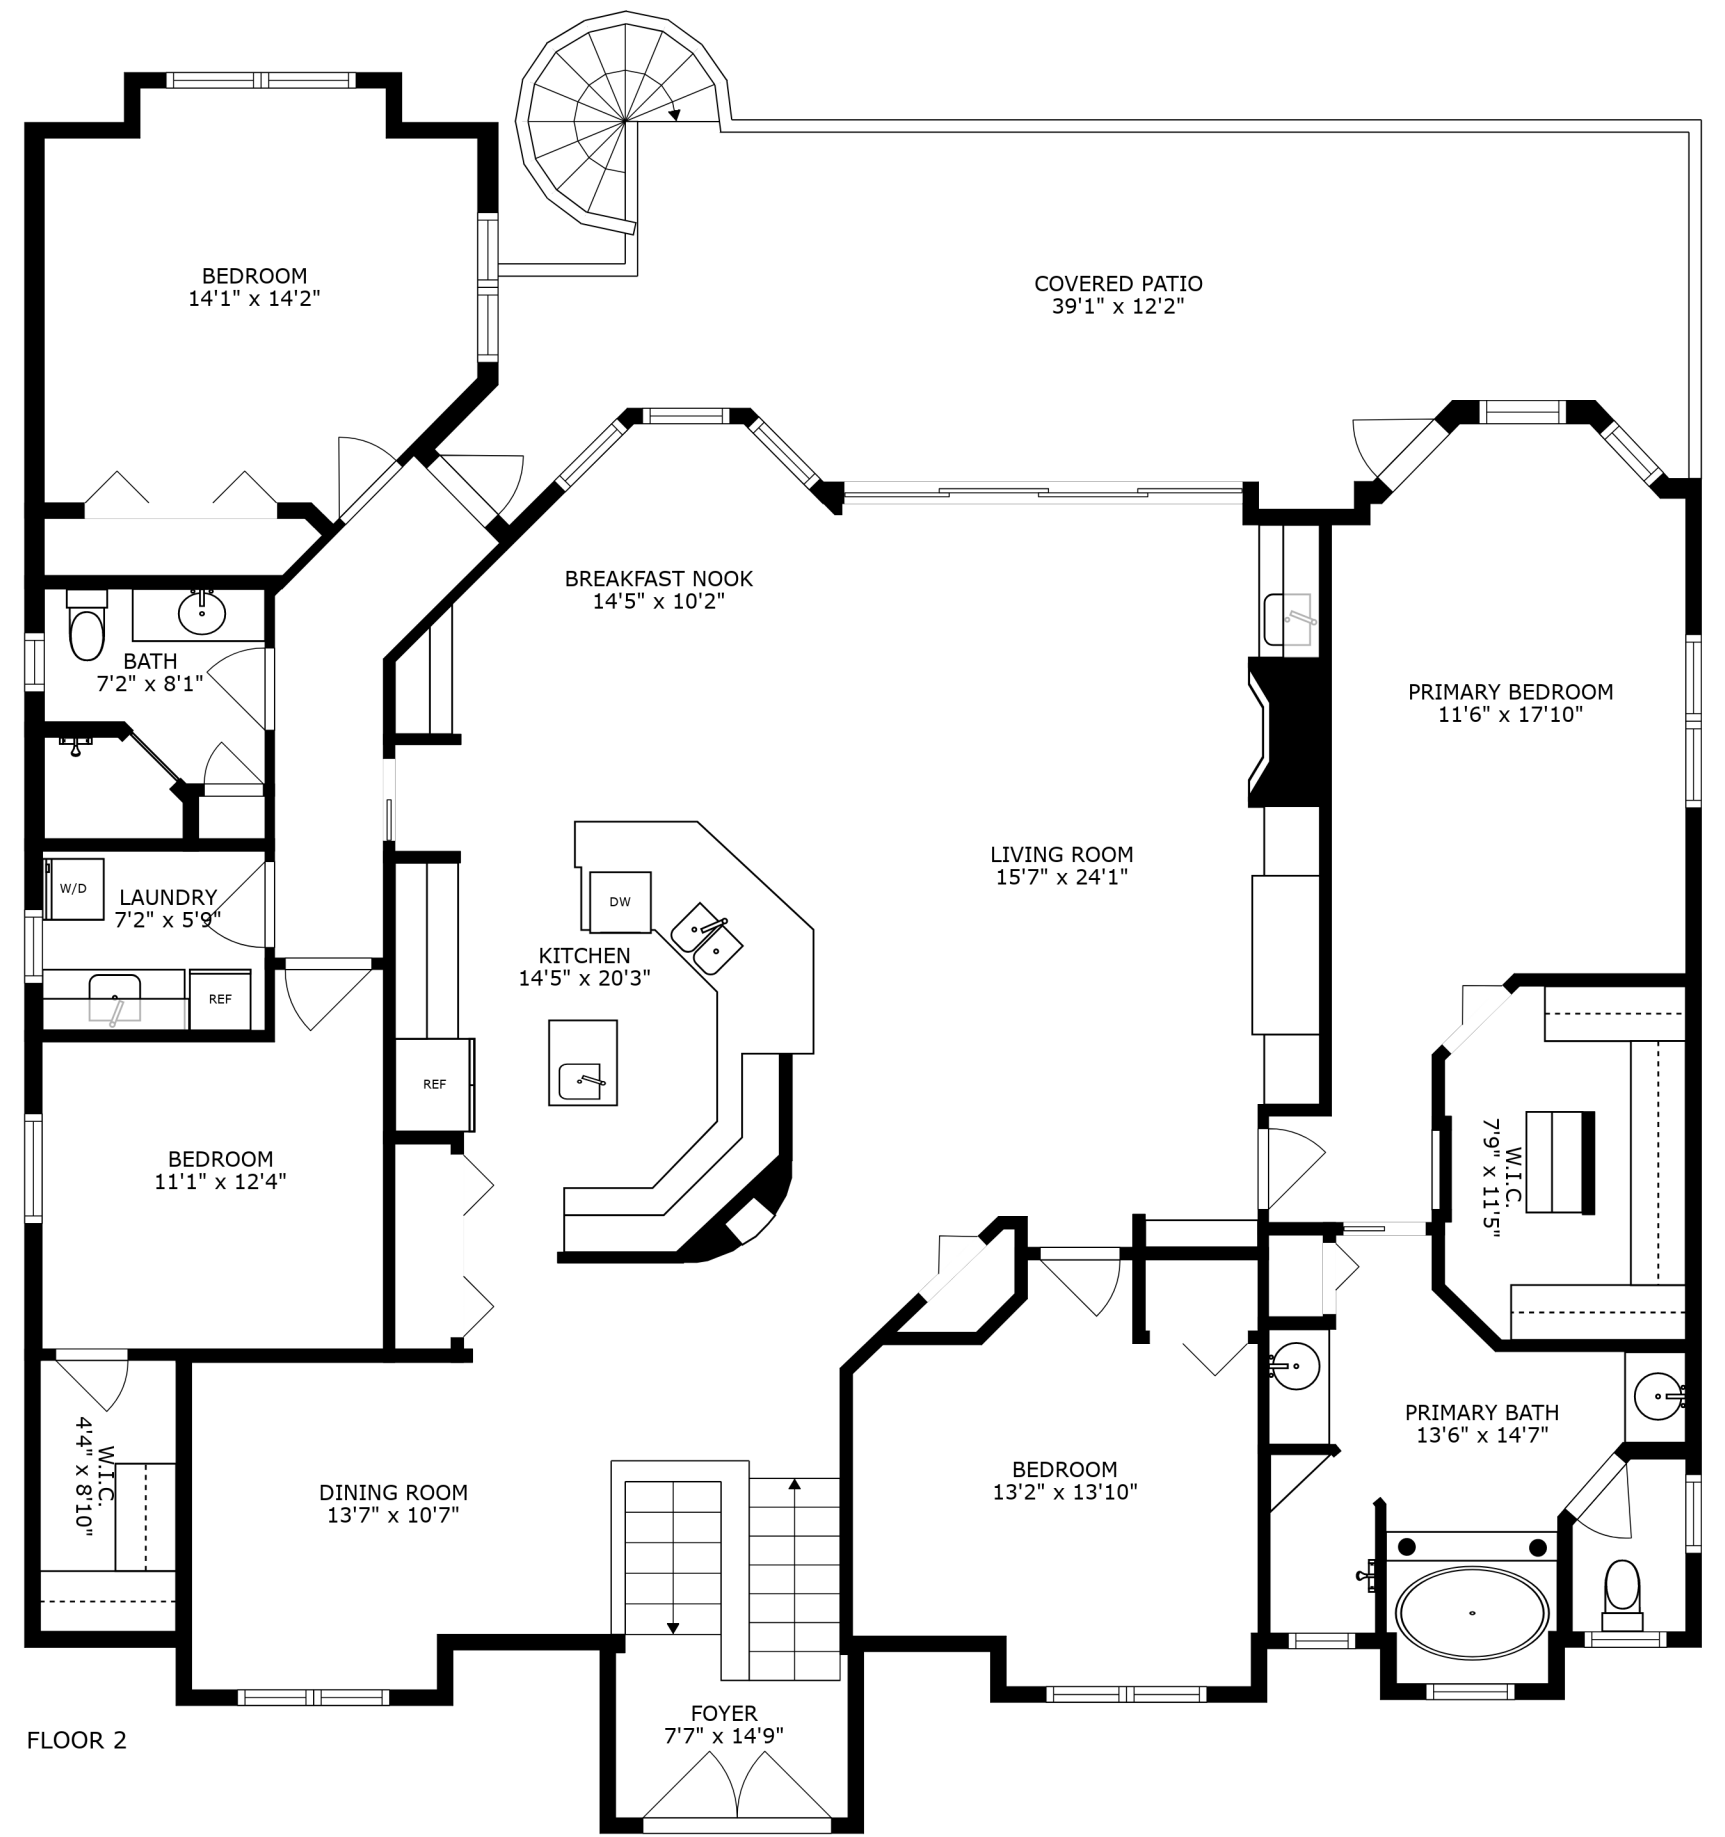 BEDROOM
14'1" x 14'2"
COVERED PATIO
39'1" x 12'2"
BREAKFAST NOOK
14'5" x 10'2"
BATH
7'2" x 8'1"
PRIMARY BEDROOM
11'6" x 17'10"
LIVING ROOM
15'7" x 24'1"
W/D
LAUNDRY
7'2" x 5'9"
DW
KITCHEN
14'5" x 20'3"
REF
REF
BEDROOM
11'1" x 12'4"
W.I.C.
7'9" x 11'5"
PRIMARY BATH
13'6" x 14'7"
W.I.C.
4'4" x 8'10"
BEDROOM
13'2" x 13'10"
DINING ROOM
13'7" x 10'7"
FOYER
7'7" x 14'9"
FLOOR 2